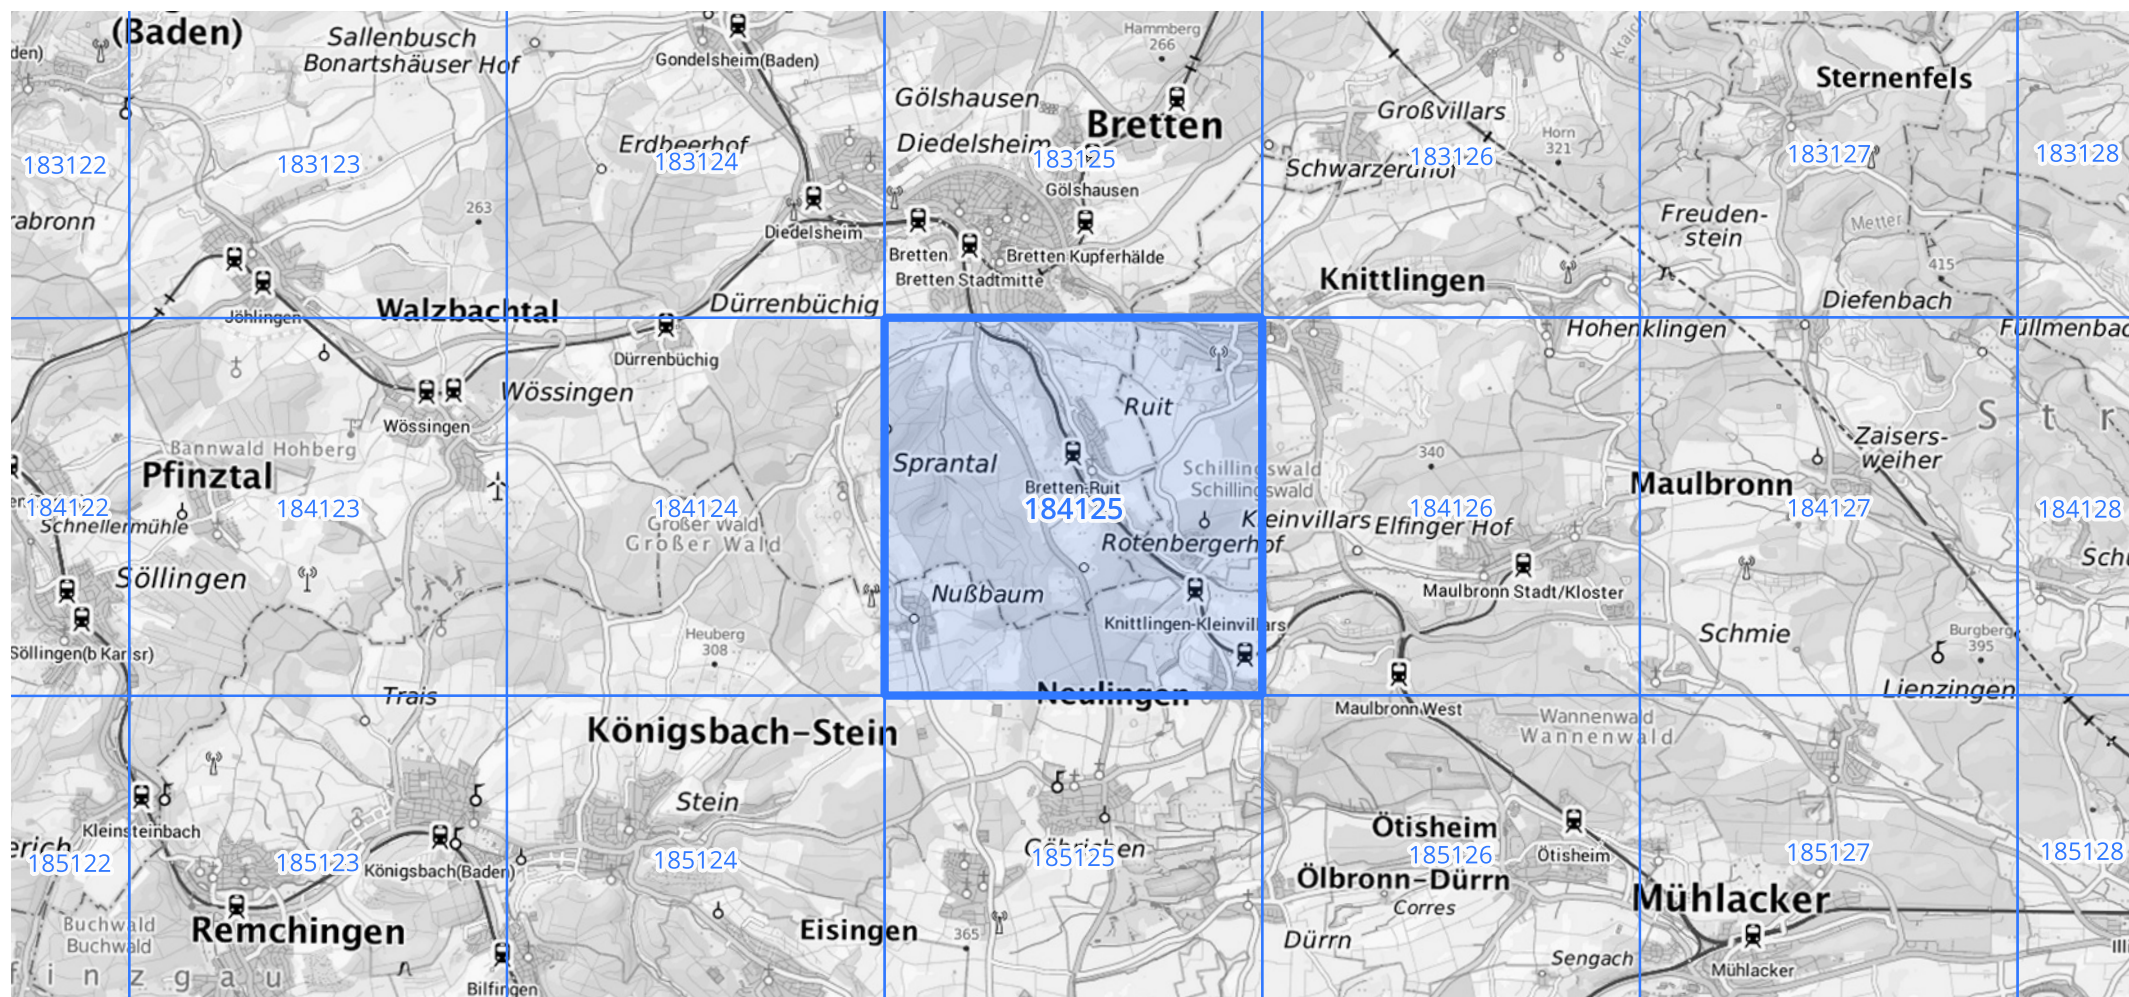 (Baden)
Sallenbusch
Bonartshäuser Hof
den)
Gondelsheim(Baden)
Hammberg
266
Gölshausen
Bretten
Großvillars
Sternenfels
Erdbeerhof
Diedelsheim
Horn
321
183122
183123
183124
183125
183126
183127
183128
Schwarzerdhof
Gölshausen
263
rabronn
Diedelsheim
Bretten
Bretten Kupferhälde
Bretten Stadtmitte
Freuden-
stein
Metter
415
Knittlingen
Diefenbach
Walzbachtal
Dürrenbüchig
Jöhlingen
Hohenklingen
Füllmenbac
Dürrenbüchig
Wössingen
Wössingen
Ruit
S t r
Bannwald Hohberg
Pfinztal
Sprantal
Bretten-Ruit
Schillingswald
Schillingswald
340
Zaisers-
weiher
Maulbronn
184122
184123
184124
184125
184126
184127
184128
Schnellermühle
Großer Wald
Großer Wald
Kleinvillars
Elfinger Hof
Rotenbergerhof
Schu
Söllingen
Nußbaum
Maulbronn Stadt/Kloster
Söllingen(b Karlsr)
Heuberg
308
Knittlingen-Kleinvillars
Schmie
Burgberg
395
Trais
Neulingen
Lienzingen
Maulbronn West
Königsbach-Stein
Wannenwald
Wannenwald
Stein
Kleinsteinbach
erich
Göbrichen
Ötisheim
Ötisheim
185122
185123
185124
185125
185126
185127
185128
Königsbach(Baden)
Ölbronn-Dürrn
Corres
Mühlacker
Buchwald
Buchwald
Remchingen
Eisingen
365
Dürrn
Sengach
Mühlacker
Illi
f i n z g a u
Bilfingen